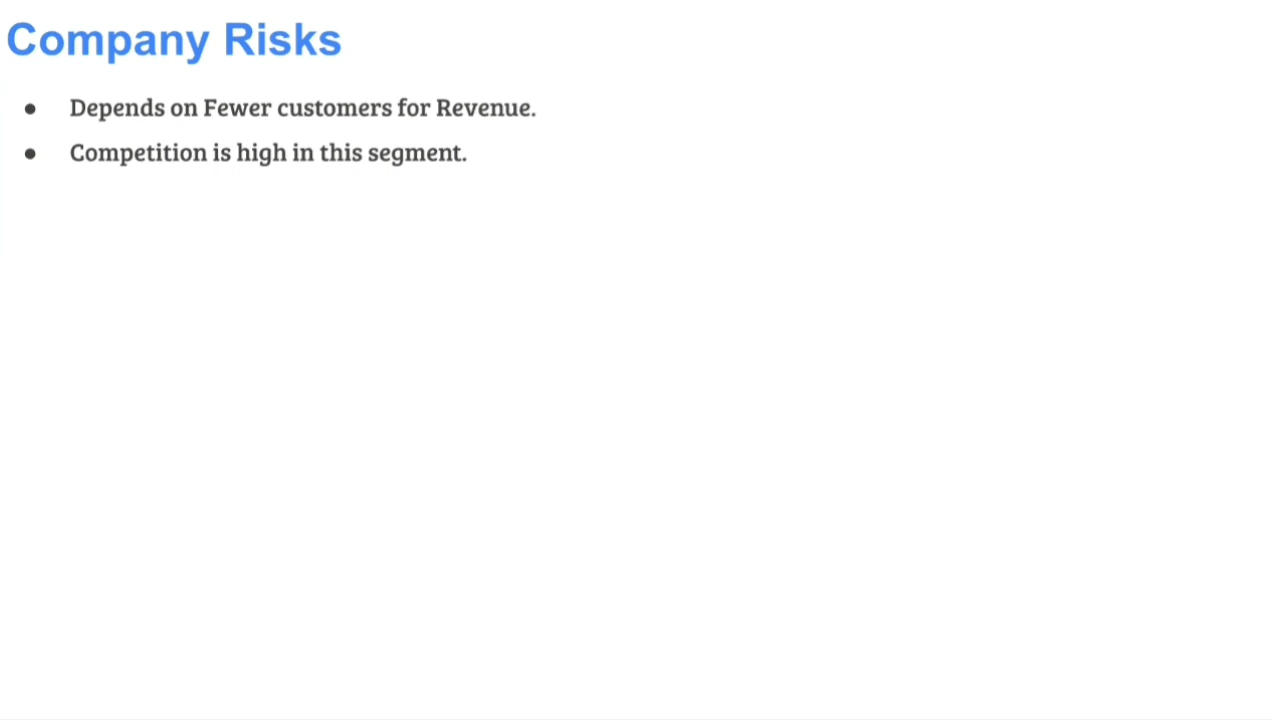 Company Risks
● Depends on Fewer customers for Revenue.
● Competition is high in this segment.